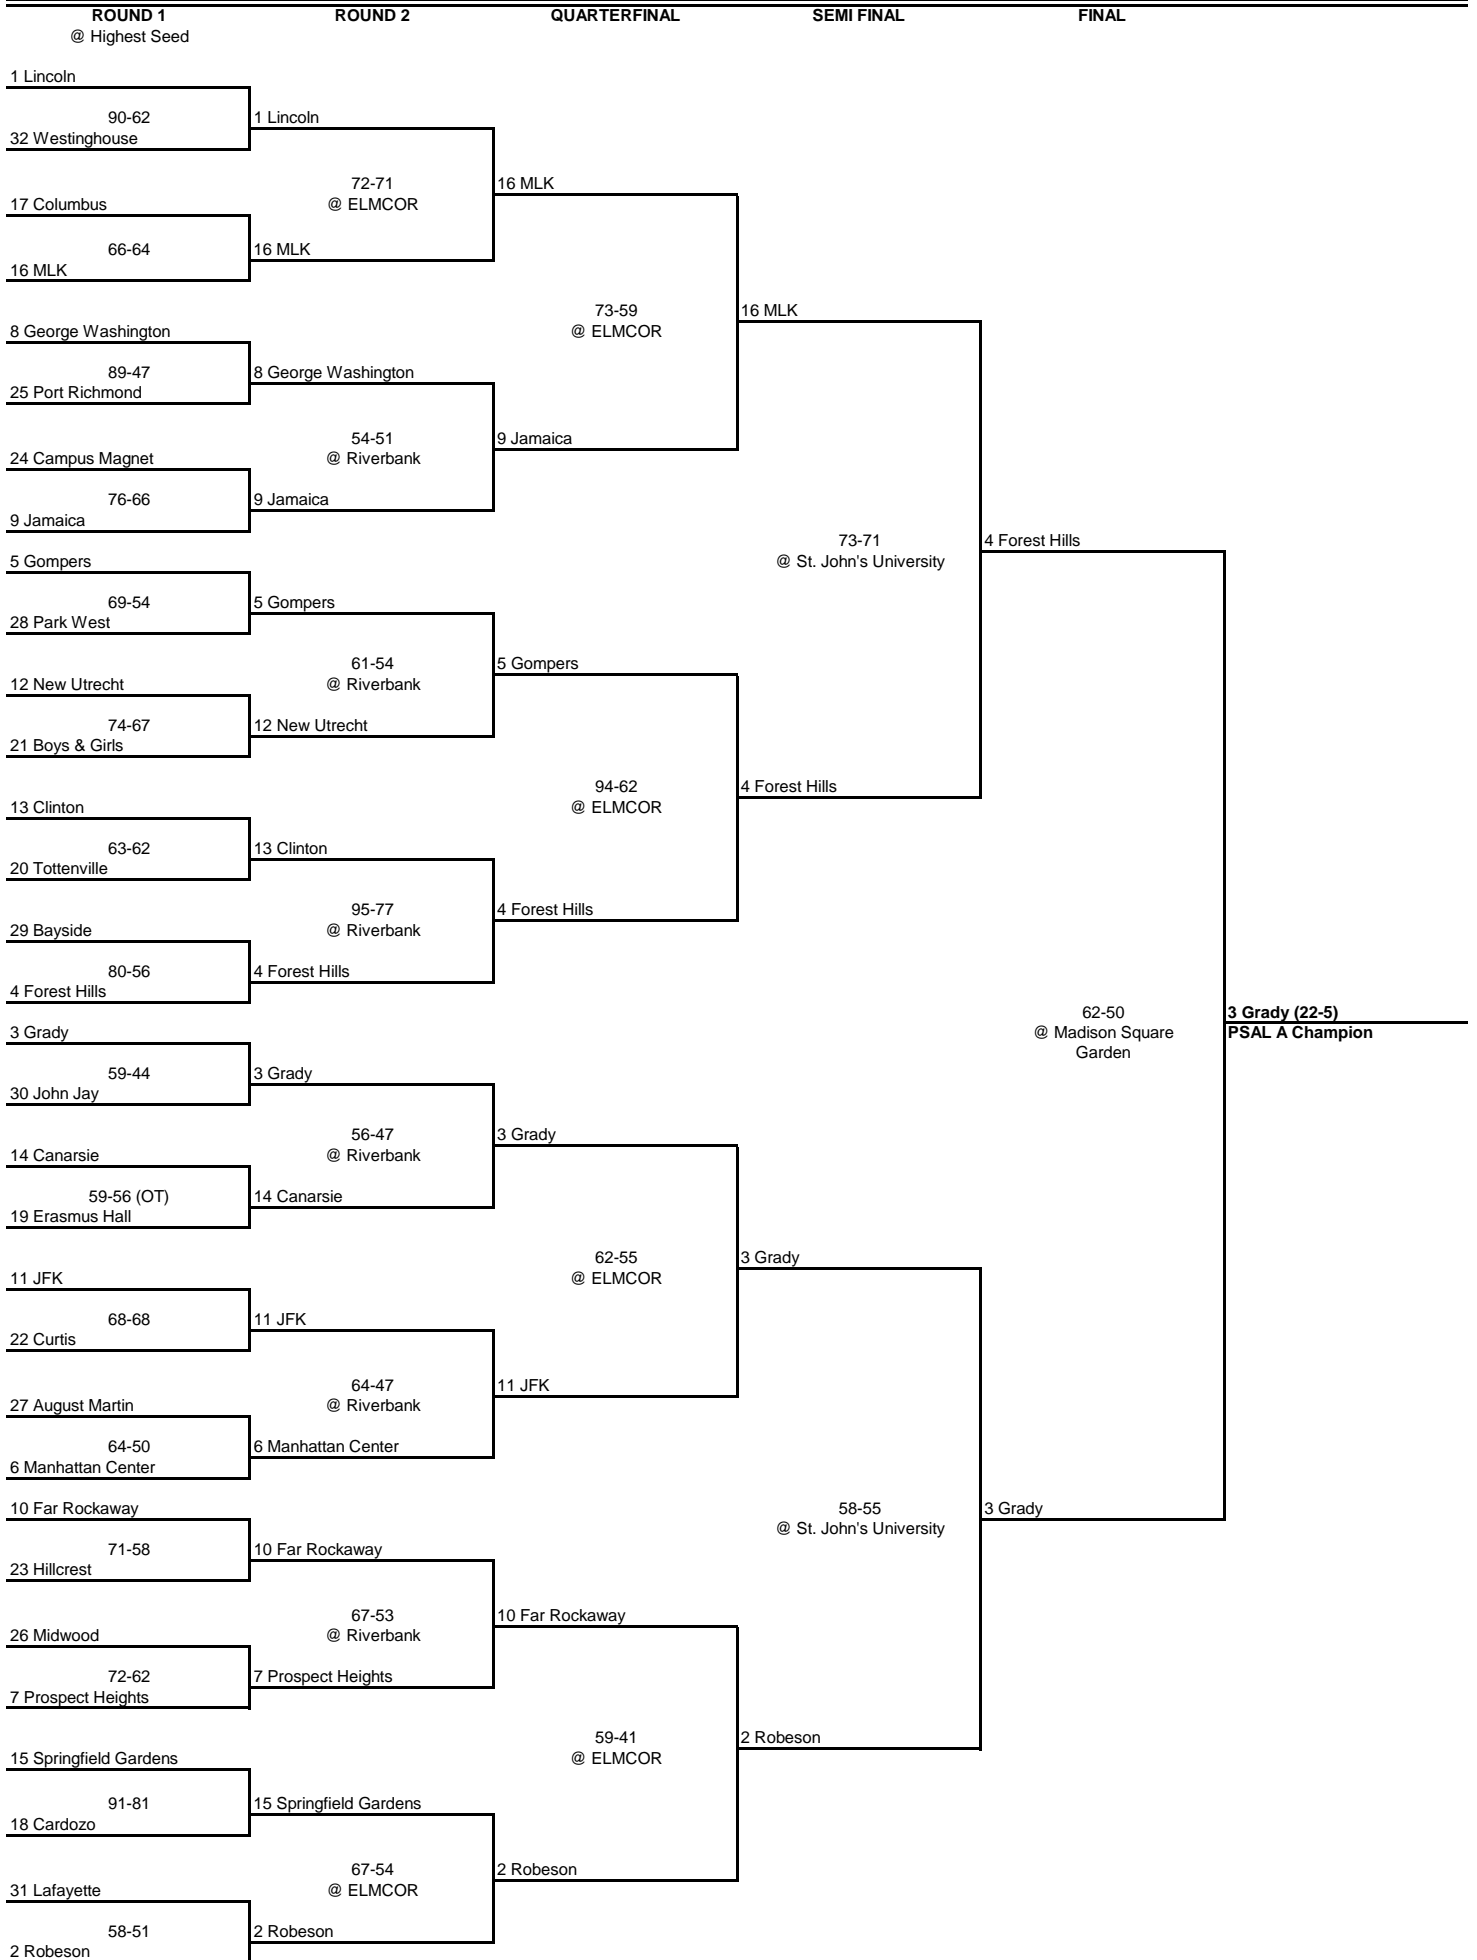 ROUND 1 ROUND 2 QUARTERFINAL SEMI FINAL FINAL
@ Highest Seed
1 Lincoln
90-62 1 Lincoln
32 Westinghouse
72-71 16 MLK
17 Columbus @ ELMCOR
66-64 16 MLK
16 MLK
73-59 16 MLK
8 George Washington @ ELMCOR
89-47 8 George Washington
25 Port Richmond
54-51 9 Jamaica
24 Campus Magnet @ Riverbank
76-66 9 Jamaica
9 Jamaica
73-71 4 Forest Hills
5 Gompers @ St. John's University
69-54 5 Gompers
28 Park West
61-54 5 Gompers
12 New Utrecht @ Riverbank
74-67 12 New Utrecht
21 Boys & Girls
94-62 4 Forest Hills
13 Clinton @ ELMCOR
63-62 13 Clinton
20 Tottenville
95-77 4 Forest Hills
29 Bayside @ Riverbank
80-56 4 Forest Hills
4 Forest Hills
62-50 3 Grady (22-5)
3 Grady @ Madison Square PSAL A Champion
Garden
59-44 3 Grady
30 John Jay
56-47 3 Grady
14 Canarsie @ Riverbank
59-56 (OT) 14 Canarsie
19 Erasmus Hall
62-55 3 Grady
11 JFK @ ELMCOR
68-68 11 JFK
22 Curtis
64-47 11 JFK
27 August Martin @ Riverbank
64-50 6 Manhattan Center
6 Manhattan Center
10 Far Rockaway 58-55 3 Grady
@ St. John's University
71-58 10 Far Rockaway
23 Hillcrest
67-53 10 Far Rockaway
26 Midwood @ Riverbank
72-62 7 Prospect Heights
7 Prospect Heights
59-41 2 Robeson
15 Springfield Gardens @ ELMCOR
91-81 15 Springfield Gardens
18 Cardozo
67-54 2 Robeson
31 Lafayette @ ELMCOR
58-51 2 Robeson
2 Robeson